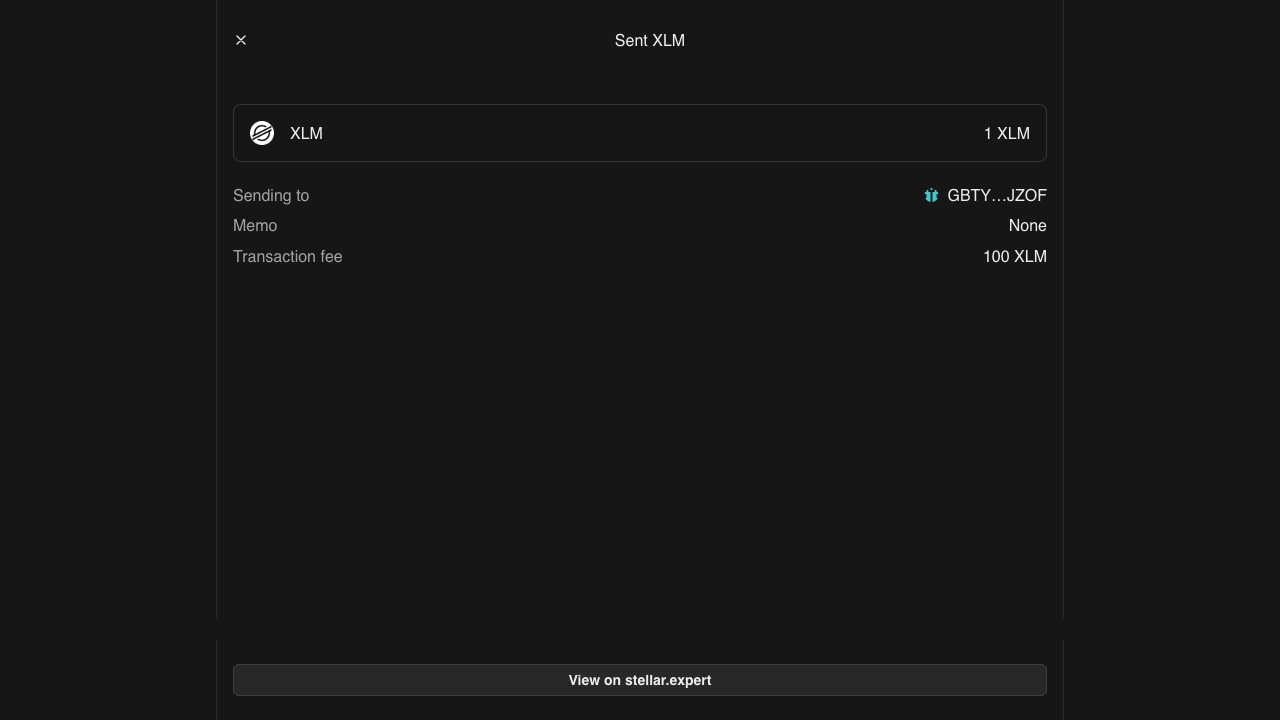 Sent XLM
XLM 1 XLM
Sending to GBTY...JZOF
Memo None
Transaction fee 100 XLM
View on stellar.expert